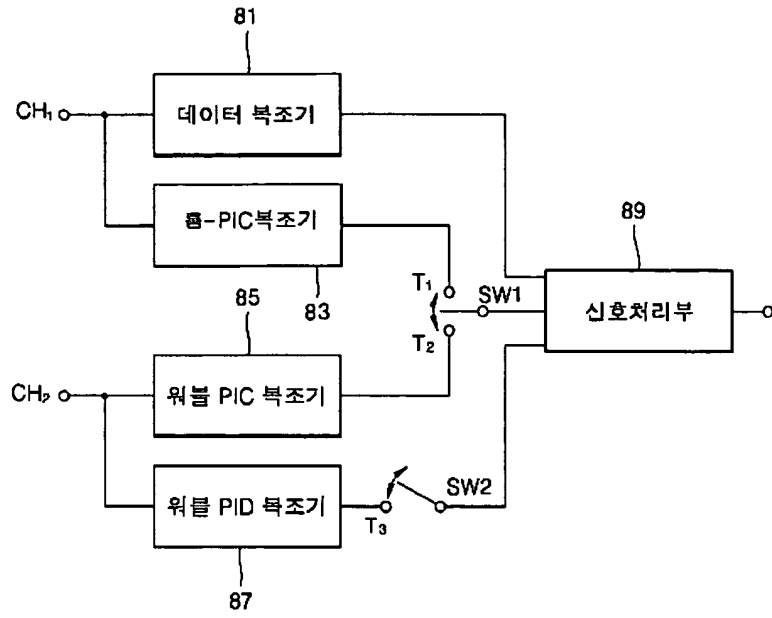 81
CH₁
데이터 복조기
홈-PIC복조기
83
89
T₁
SW1
T₂
신호처리부
85
CH₂
워블 PIC 복조기
워블 PID 복조기
SW2
T₃
87